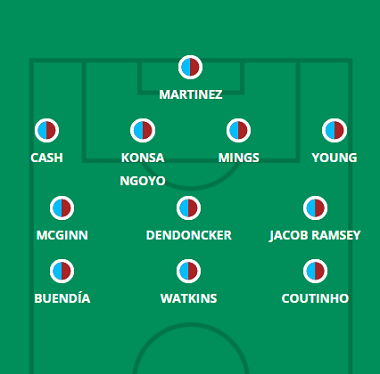 MARTINEZ
CASH KONSA NGOYO MINGS YOUNG
MCGINN DENDONCKER JACOB RAMSEY
BUENDÍA WATKINS COUTINHO